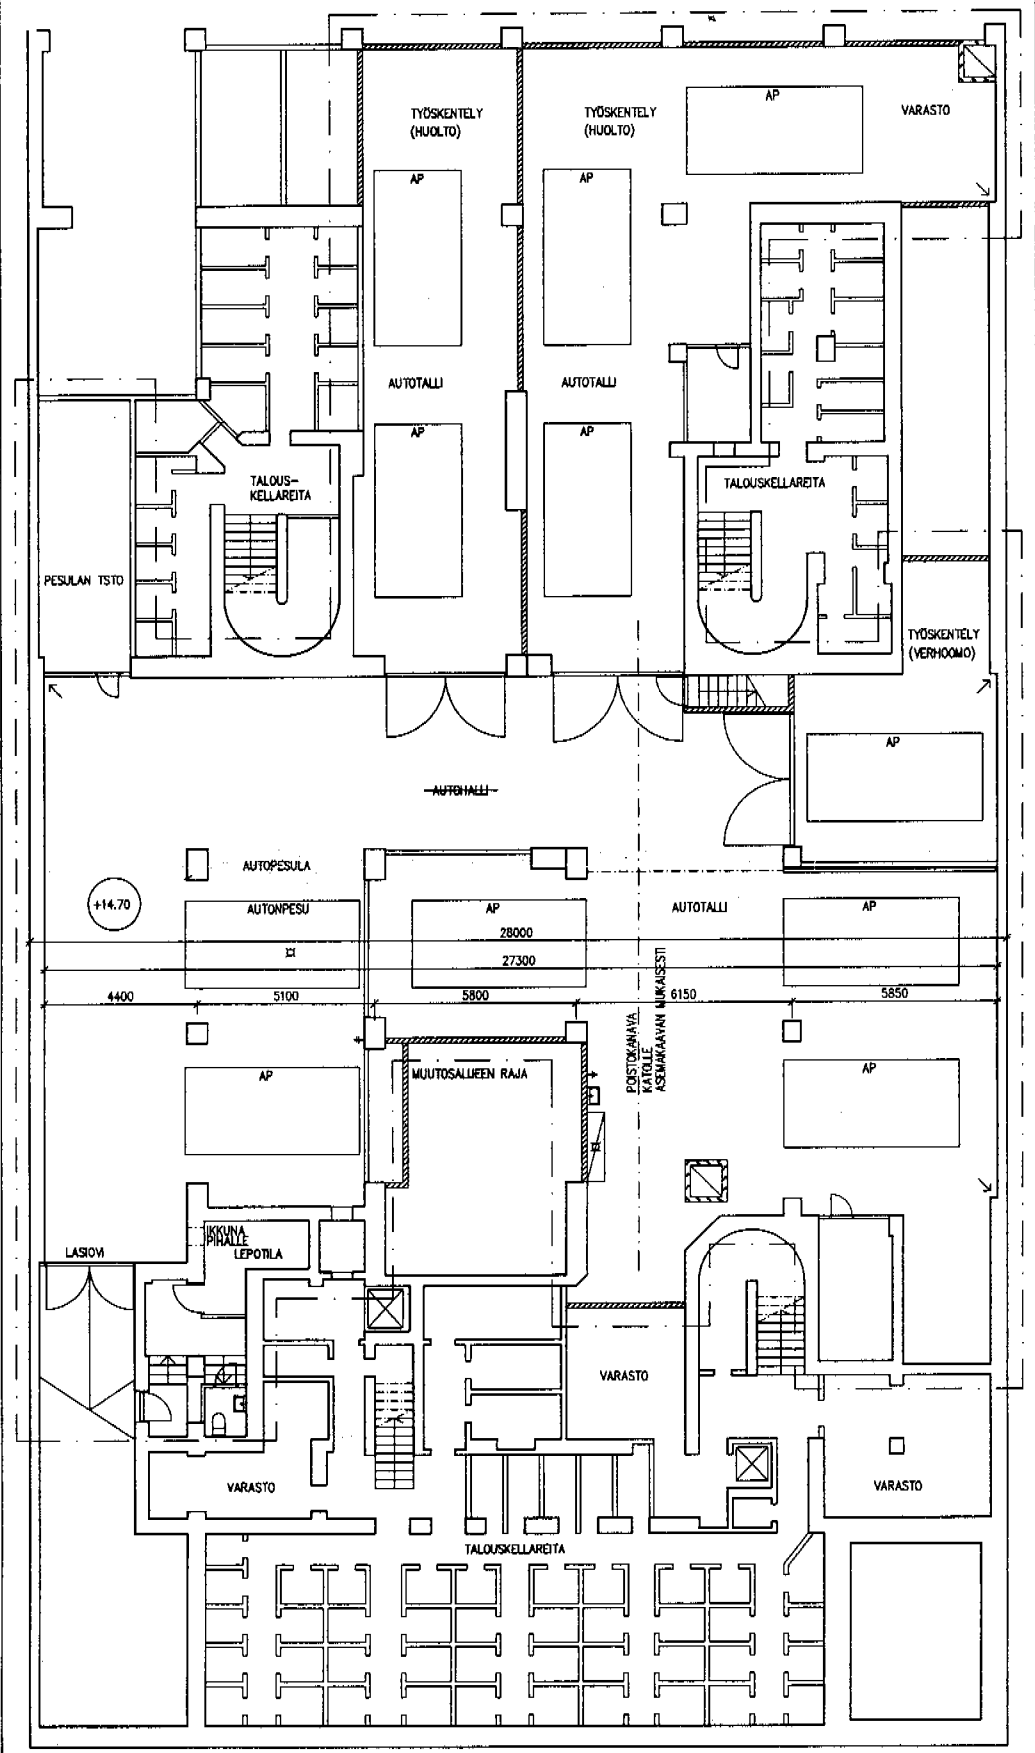 AP
TYÖSKENTELY
(HUOLTO)
TYÖSKENTELY
(HUOLTO)
VARASTO
AP
AP
AUTOTALLI
AUTOTALLI
AP
AP
TALOUS-
KELLAREITA
TALOUSKELLAREITA
PESULAN TSTO
TYÖSKENTELY
(VERHOOMO)
AP
AUTOHALLI
AUTOPESULA
+14.70
AUTONPESU
AP
AUTOTALLI
AP
28000
27300
4400
5100
5800
6150
5850
POISTOKANAVA
KATOLLE
ASEMAKAAVAN MUKAISESTI
AP
MUUTOSALUEEN RAJA
AP
IKKUNA
PIHALLE
LASIOVI
LEPOTILA
VARASTO
VARASTO
VARASTO
TALOUSKELLAREITA